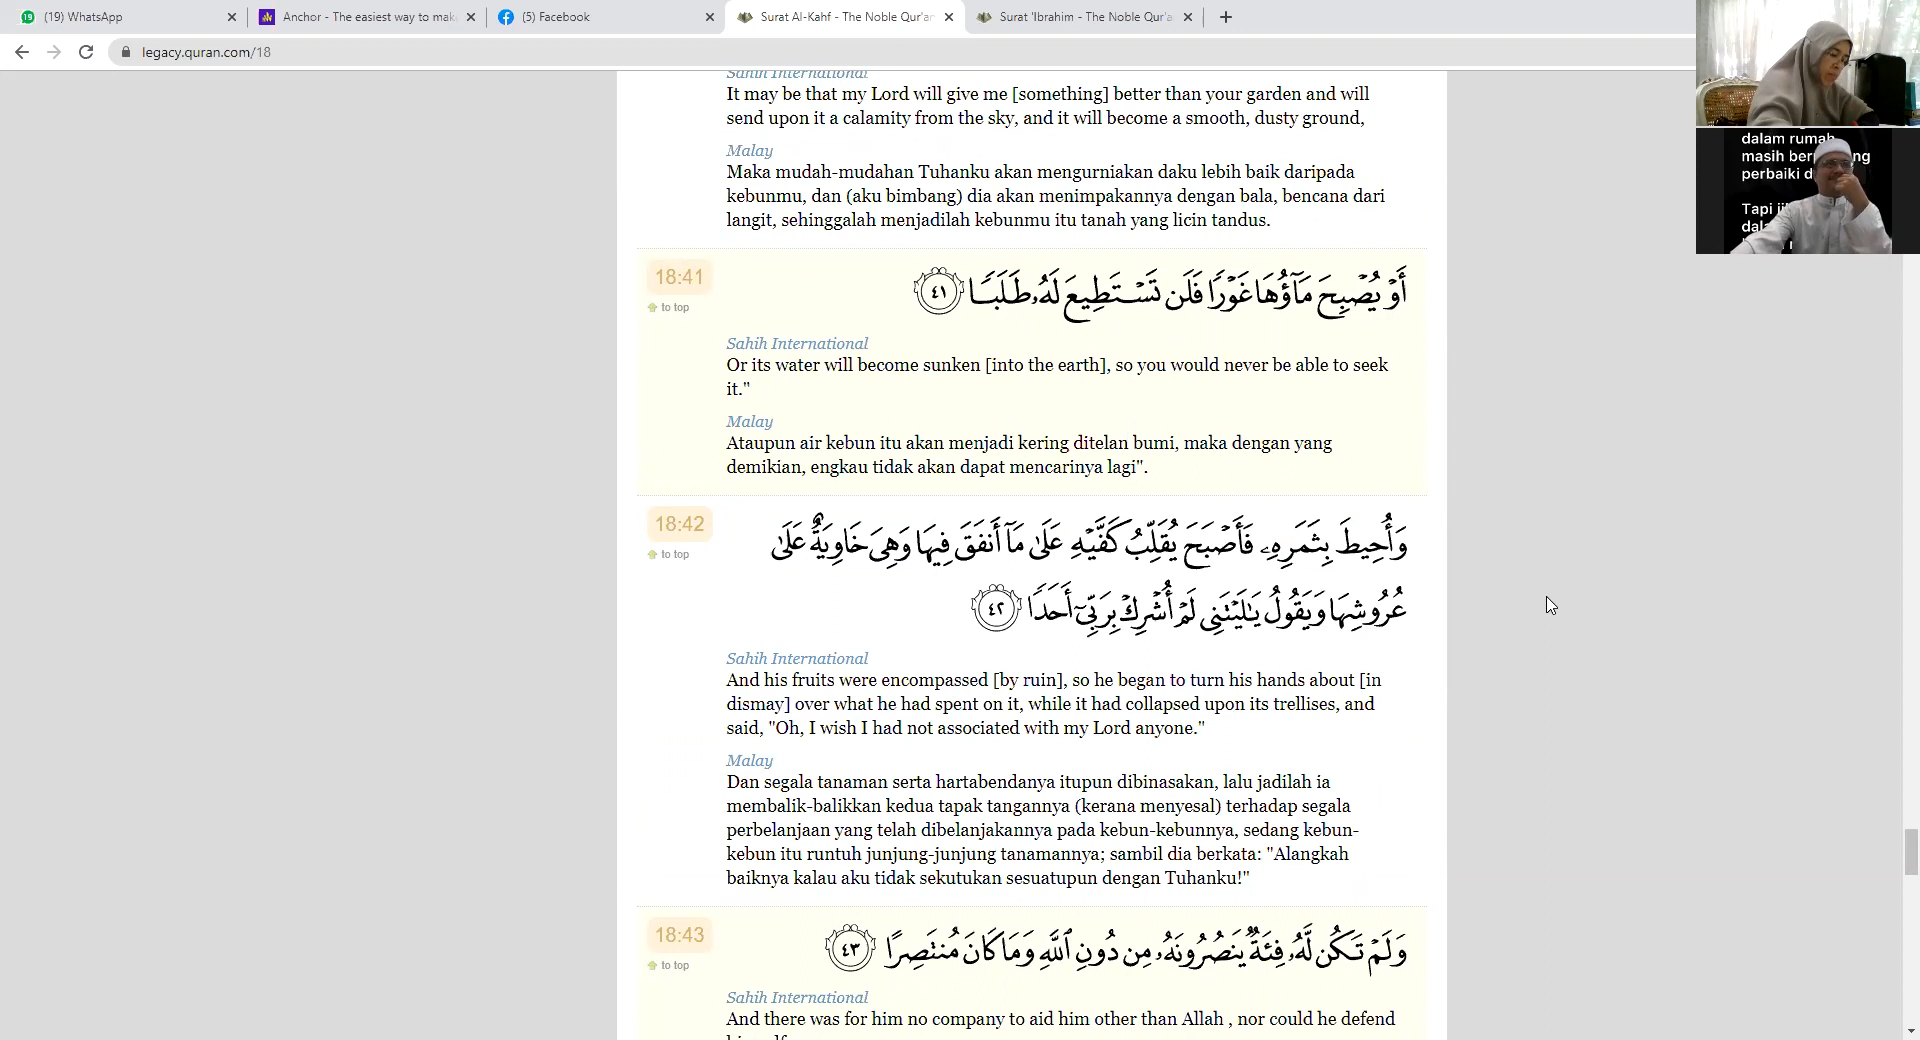 (19) WhatsApp
Anchor - The easiest way to mak
(5) Facebook
Surat Al-Kahf - The Noble Qur'an
Surat 'Ibrahim - The Noble Qur'a
legacy.quran.com/18
Sahih International
It may be that my Lord will give me [something] better than your garden and will
send upon it a calamity from the sky, and it will become a smooth, dusty ground,
Malay
Maka mudah-mudahan Tuhanku akan mengurniakan daku lebih baik daripada
kebunmu, dan (aku bimbang) dia akan menimpakannya dengan bala, bencana dari
langit, sehinggalah menjadilah kebunmu itu tanah yang licin tandus.
18:41
to top
أَوْ يُصْبِحَ مَآؤُهَا غَوْرًا فَلَن تَسْتَطِيعَ لَهُۥ طَلَبًا ٤١
Sahih International
Or its water will become sunken [into the earth], so you would never be able to seek
it."
Malay
Ataupun air kebun itu akan menjadi kering ditelan bumi, maka dengan yang
demikian, engkau tidak akan dapat mencarinya lagi".
18:42
to top
وَأُحِيطَ بِثَمَرِهِۦ فَأَصْبَحَ يُقَلِّبُ كَفَّيْهِ عَلَىٰ مَآ أَنفَقَ فِيهَا وَهِىَ خَاوِيَةٌ عَلَىٰ
عُرُوشِهَا وَيَقُولُ يَـٰلَيْتَنِى لَمْ أُشْرِكْ بِرَبِّىٓ أَحَدًا ٤٢
Sahih International
And his fruits were encompassed [by ruin], so he began to turn his hands about [in
dismay] over what he had spent on it, while it had collapsed upon its trellises, and
said, "Oh, I wish I had not associated with my Lord anyone."
Malay
Dan segala tanaman serta hartabendanya itupun dibinasakan, lalu jadilah ia
membalik-balikkan kedua tapak tangannya (kerana menyesal) terhadap segala
perbelanjaan yang telah dibelanjakannya pada kebun-kebunnya, sedang kebun-
kebun itu runtuh junjung-junjung tanamannya; sambil dia berkata: "Alangkah
baiknya kalau aku tidak sekutukan sesuatupun dengan Tuhanku!"
18:43
to top
وَلَمْ تَكُن لَّهُۥ فِئَةٌ يَنصُرُونَهُۥ مِن دُونِ ٱللَّهِ وَمَا كَانَ مُنتَصِرًا ٤٣
Sahih International
And there was for him no company to aid him other than Allah , nor could he defend
dalam rumah
masih
perbaiki
Tapi